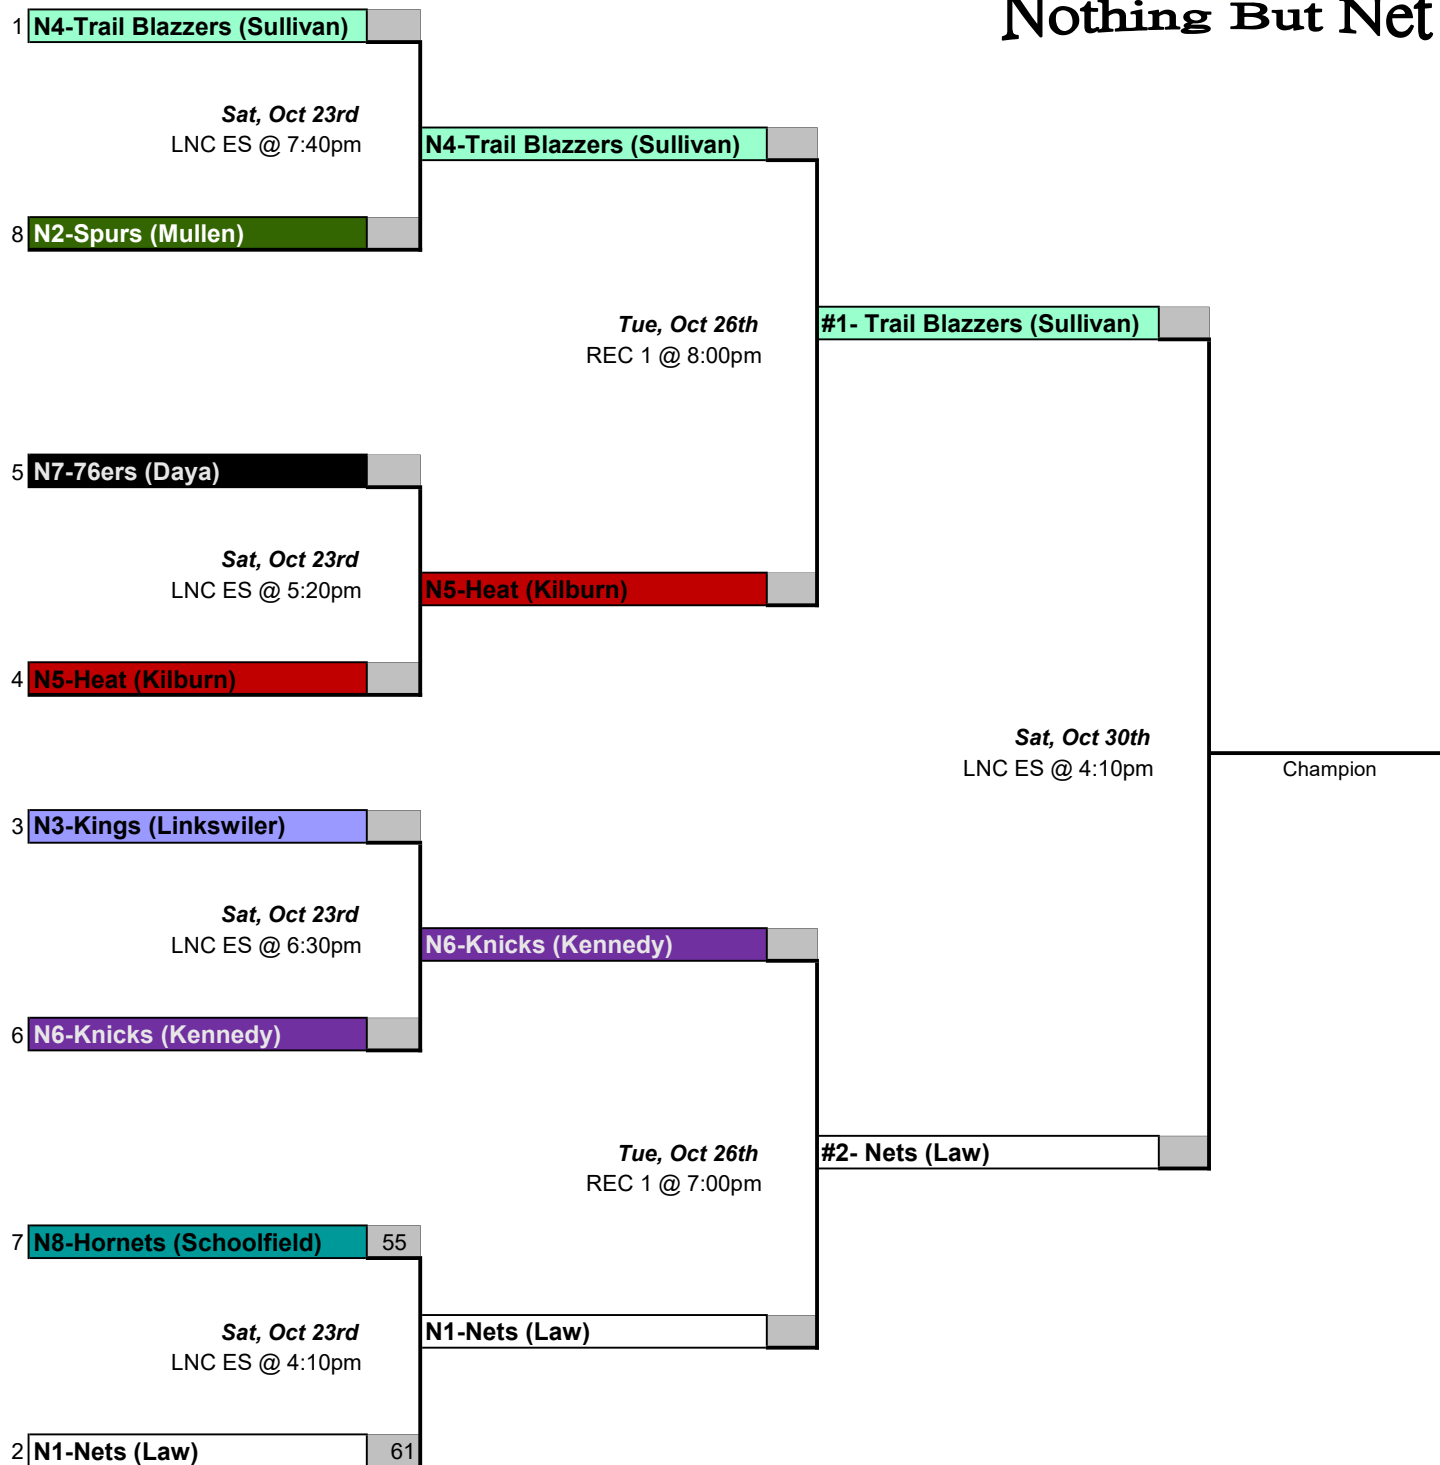 Nothing But Net
1 N4-Trail Blazzers (Sullivan)
Sat, Oct 23rd
LNC ES @ 7:40pm
N4-Trail Blazzers (Sullivan)
8 N2-Spurs (Mullen)
Tue, Oct 26th
REC 1 @ 8:00pm
#1- Trail Blazzers (Sullivan)
5 N7-76ers (Daya)
Sat, Oct 23rd
LNC ES @ 5:20pm
N5-Heat (Kilburn)
4 N5-Heat (Kilburn)
Sat, Oct 30th
LNC ES @ 4:10pm
Champion
3 N3-Kings (Linkswiler)
Sat, Oct 23rd
LNC ES @ 6:30pm
N6-Knicks (Kennedy)
6 N6-Knicks (Kennedy)
Tue, Oct 26th
REC 1 @ 7:00pm
#2- Nets (Law)
7 N8-Hornets (Schoolfield) 55
Sat, Oct 23rd
LNC ES @ 4:10pm
N1-Nets (Law)
2 N1-Nets (Law) 61